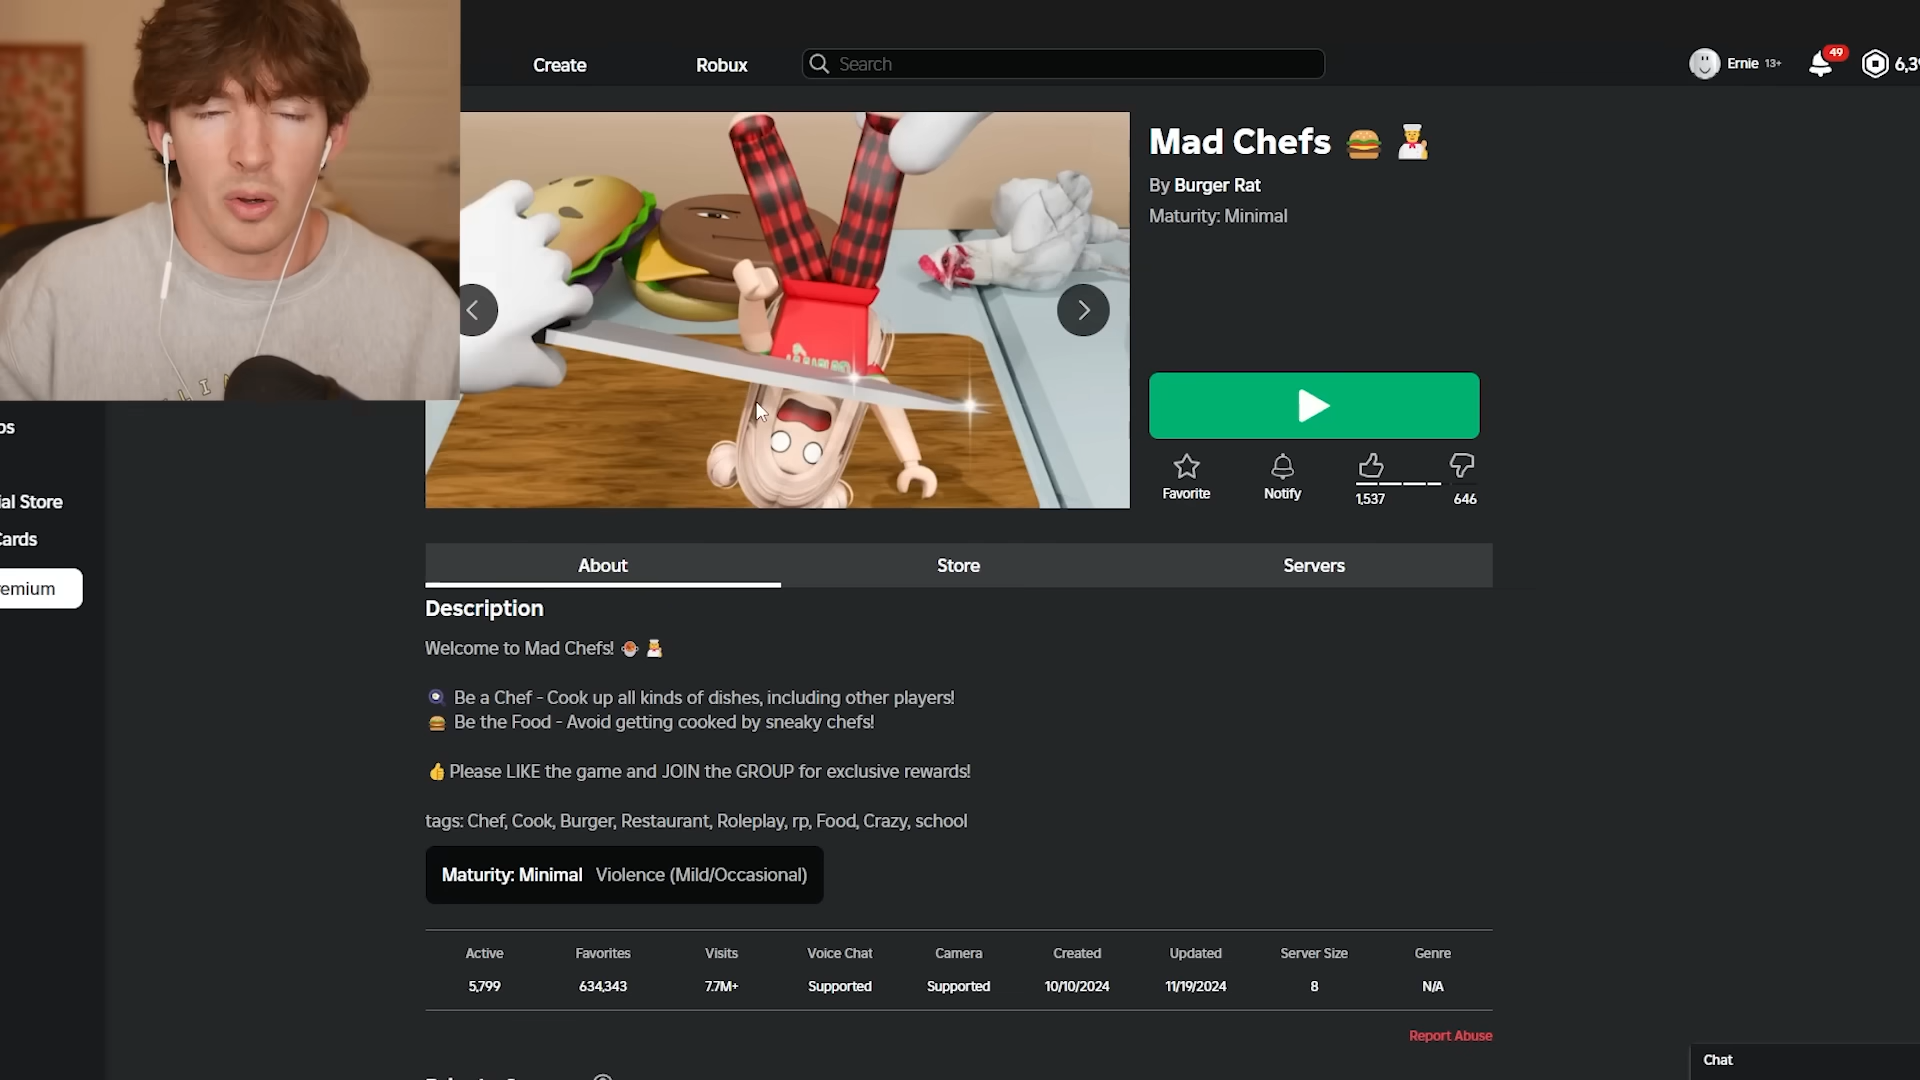 Create
Robux
Search
Ernie 13+
49
6,39
Mad Chefs
By Burger Rat
Maturity: Minimal
os
ial Store
Cards
emium
Favorite
Notify
1,537
646
About
Store
Servers
Description
Welcome to Mad Chefs!
Be a Chef - Cook up all kinds of dishes, including other players!
Be the Food - Avoid getting cooked by sneaky chefs!
Please LIKE the game and JOIN the GROUP for exclusive rewards!
tags: Chef, Cook, Burger, Restaurant, Roleplay, rp, Food, Crazy, school
Maturity: Minimal Violence (Mild/Occasional)
Active Favorites Visits Voice Chat Camera Created Updated Server Size Genre
5,799 634,343 7.7M+ Supported Supported 10/10/2024 11/19/2024 8 N/A
Report Abuse
Chat